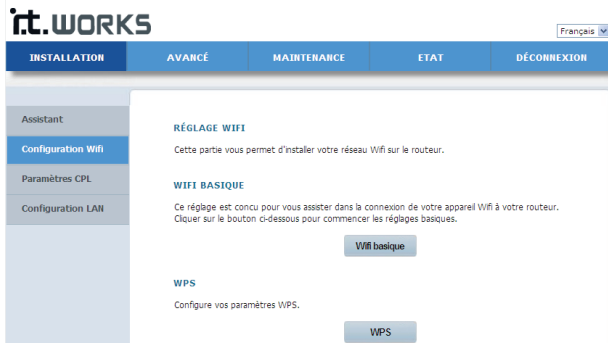 it.WORKS
Français
INSTALLATION AVANCÉ MAINTENANCE ETAT DÉCONNEXION
Assistant
Configuration Wifi
Paramètres CPL
Configuration LAN
RÉGLAGE WIFI
Cette partie vous permet d'installer votre réseau Wifi sur le routeur.
WIFI BASIQUE
Ce réglage est concu pour vous assister dans la connexion de votre appareil Wifi à votre routeur.
Cliquer sur le bouton ci-dessous pour commencer les réglages basiques.
Wifi basique
WPS
Configure vos paramètres WPS.
WPS